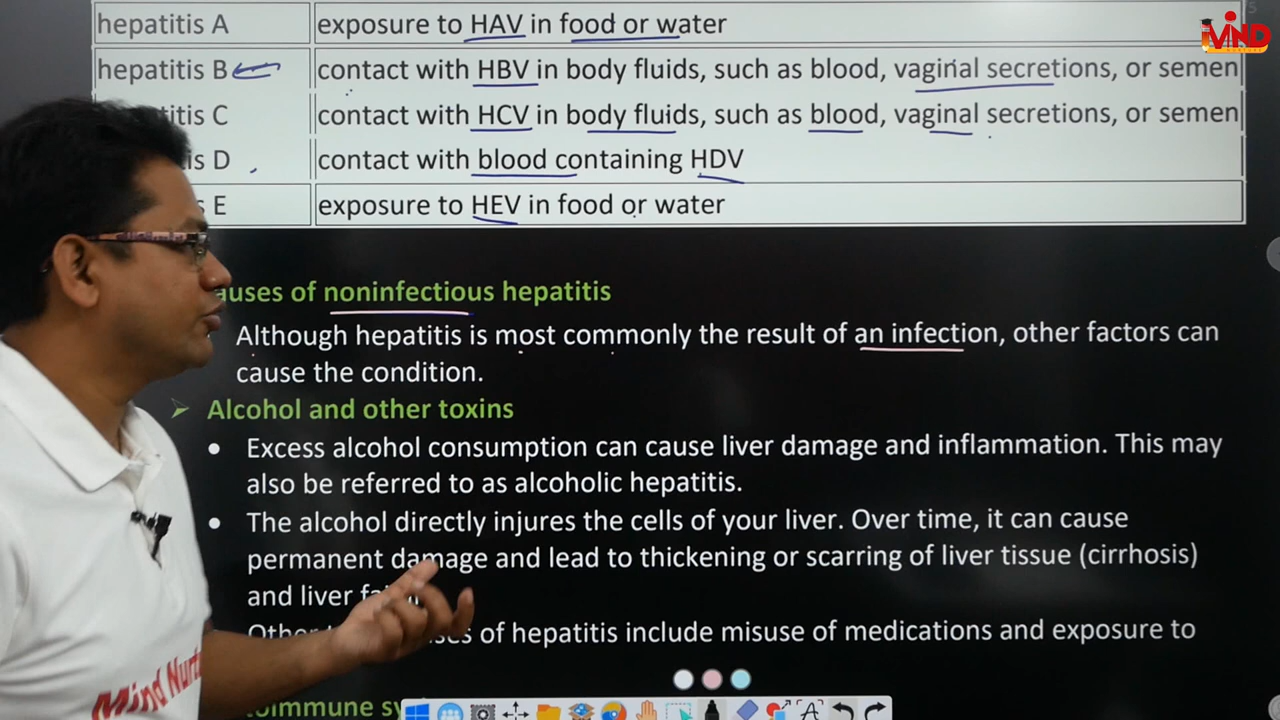 iMIND
hepatitis A exposure to HAV in food or water
hepatitis B contact with HBV in body fluids, such as blood, vaginal secretions, or semen
C contact with HCV in body fluids, such as blood, vaginal secretions, or semen
D contact with blood containing HDV
E exposure to HEV in food or water
auses of noninfectious hepatitis
Although hepatitis is most commonly the result of an infection, other factors can
cause the condition.
Alcohol and other toxins
Excess alcohol consumption can cause liver damage and inflammation. This may
also be referred to as alcoholic hepatitis.
The alcohol directly injures the cells of your liver. Over time, it can cause
permanent damage and lead to thickening or scarring of liver tissue (cirrhosis)
and liver
of hepatitis include misuse of medications and exposure to
Mind Nurtu